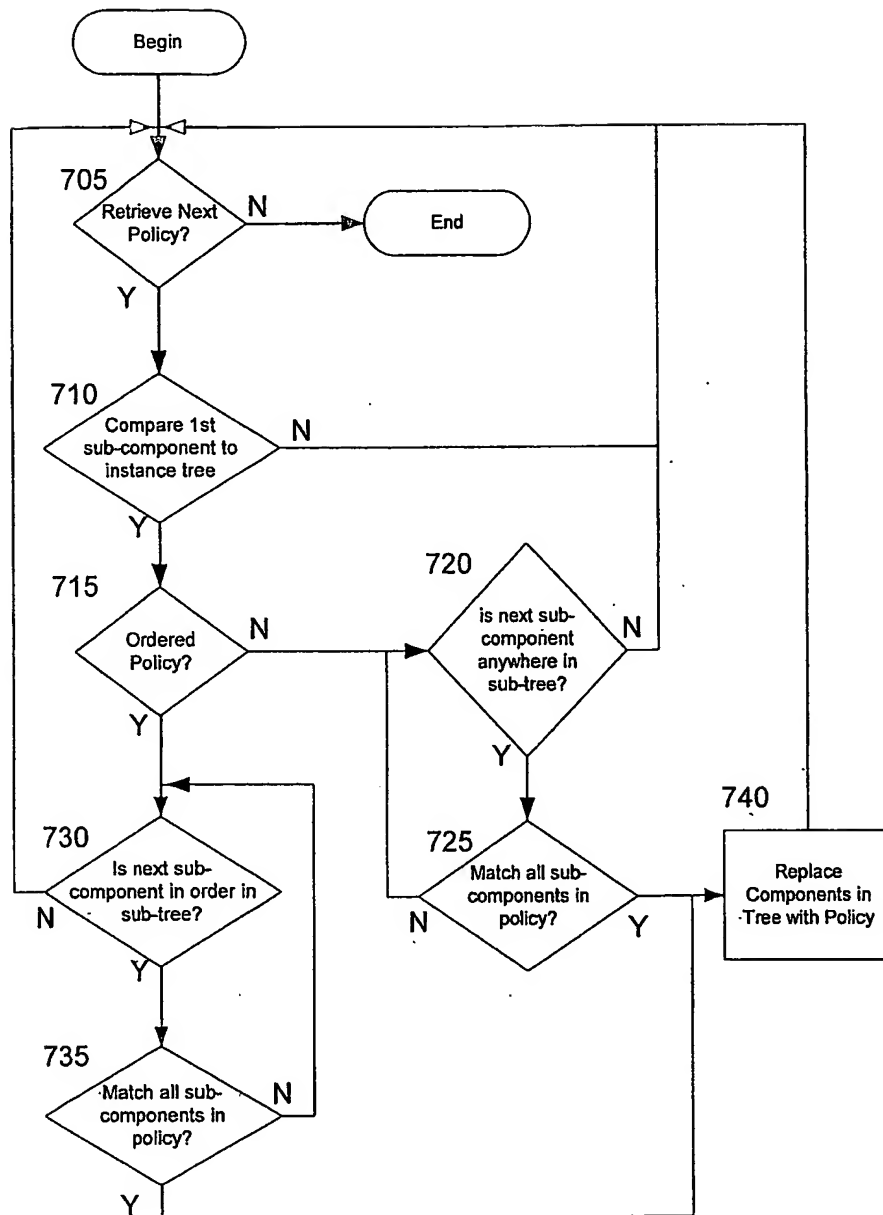 Begin
705
Retrieve Next
Policy?
N
End
Y
710
Compare 1st
sub-component to
instance tree
N
Y
715
Ordered
Policy?
N
Y
720
is next sub-
component
anywhere in
sub-tree?
N
Y
730
Is next sub-
component in order in
sub-tree?
N
Y
725
Match all sub-
components in
policy?
N
Y
740
Replace
Components in
Tree with Policy
735
Match all sub-
components in
policy?
N
Y